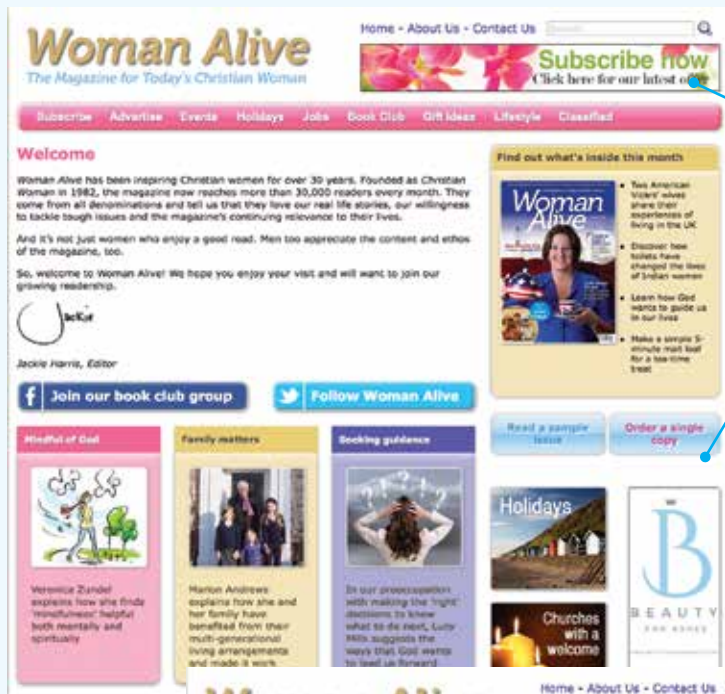 Home - About Us - Contact Us
Woman Alive
The Magazine for Today's Christian Woman
Subscribe now
Click here for our latest offer
Subscribe Advertise Events Holidays Jobs Book Club Gift Ideas Lifestyle Classified
Welcome
Woman Alive has been inspiring Christian women for over 30 years. Founded as Christian
Woman in 1982, the magazine now reaches more than 30,000 readers every month. They
come from all denominations and tell us that they love our real life stories, our willingness
to tackle tough issues and the magazine's continuing relevance to their lives.
And it's not just women who enjoy a good read. Men too appreciate the content and ethos
of the magazine, too.
So, welcome to Woman Alive! We hope you enjoy your visit and will want to join our
growing readership.
Jackie
Jackie Harris, Editor
Find out what's inside this month
Woman
Alive
Two American
Vicars' wives
share their
experiences of
living in the UK
Discover how
toilets have
changed the lives
of Indian women
Learn how God
wants to guide us
in our lives
Make a simple 5-
minute malt loaf
for a tea-time
treat
Join our book club group
Follow Woman Alive
Read a sample
issue
Order a single
copy
Mindful of God
Veronica Zundel
explains how she finds
'mindfulness' helpful
both mentally and
spiritually
Family matters
Marion Andrews
explains how she and
her family have
benefited from their
multi-generational
living arrangements
and made it work
Seeking guidance
In our preoccupation
with making the 'right'
decisions to know
what to do next, Lucy
Mills suggests the
ways that God wants
to lead us forward
Holidays
Churches
with a
welcome
B
BEAUTY
FOR ASHES
Home - About Us - Contact Us